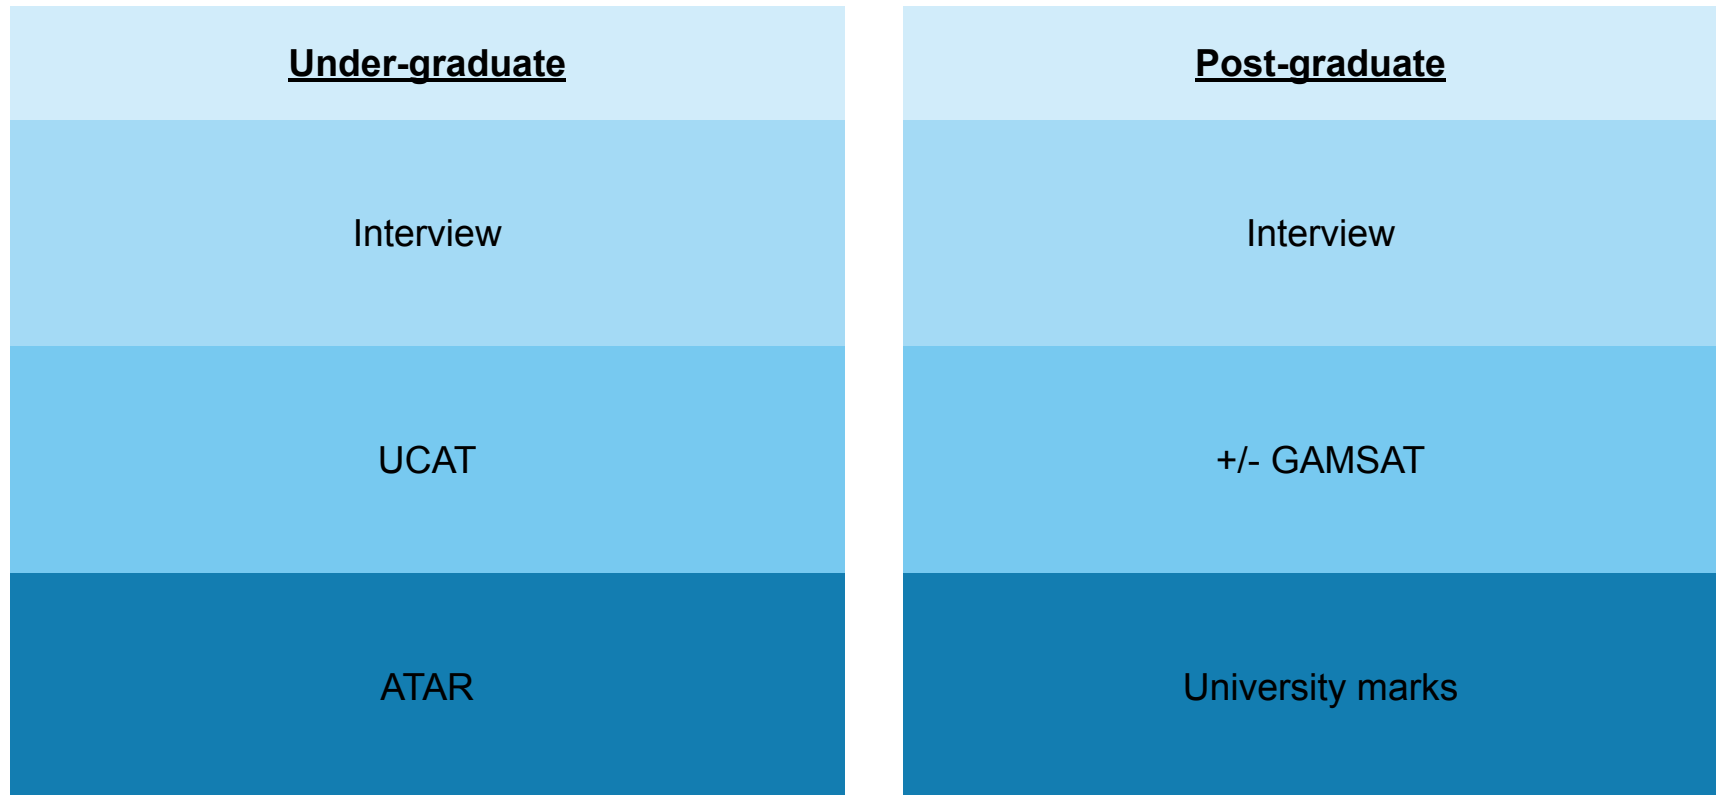 Under-graduate
Interview
UCAT
ATAR
Post-graduate
Interview
+/- GAMSAT
University marks